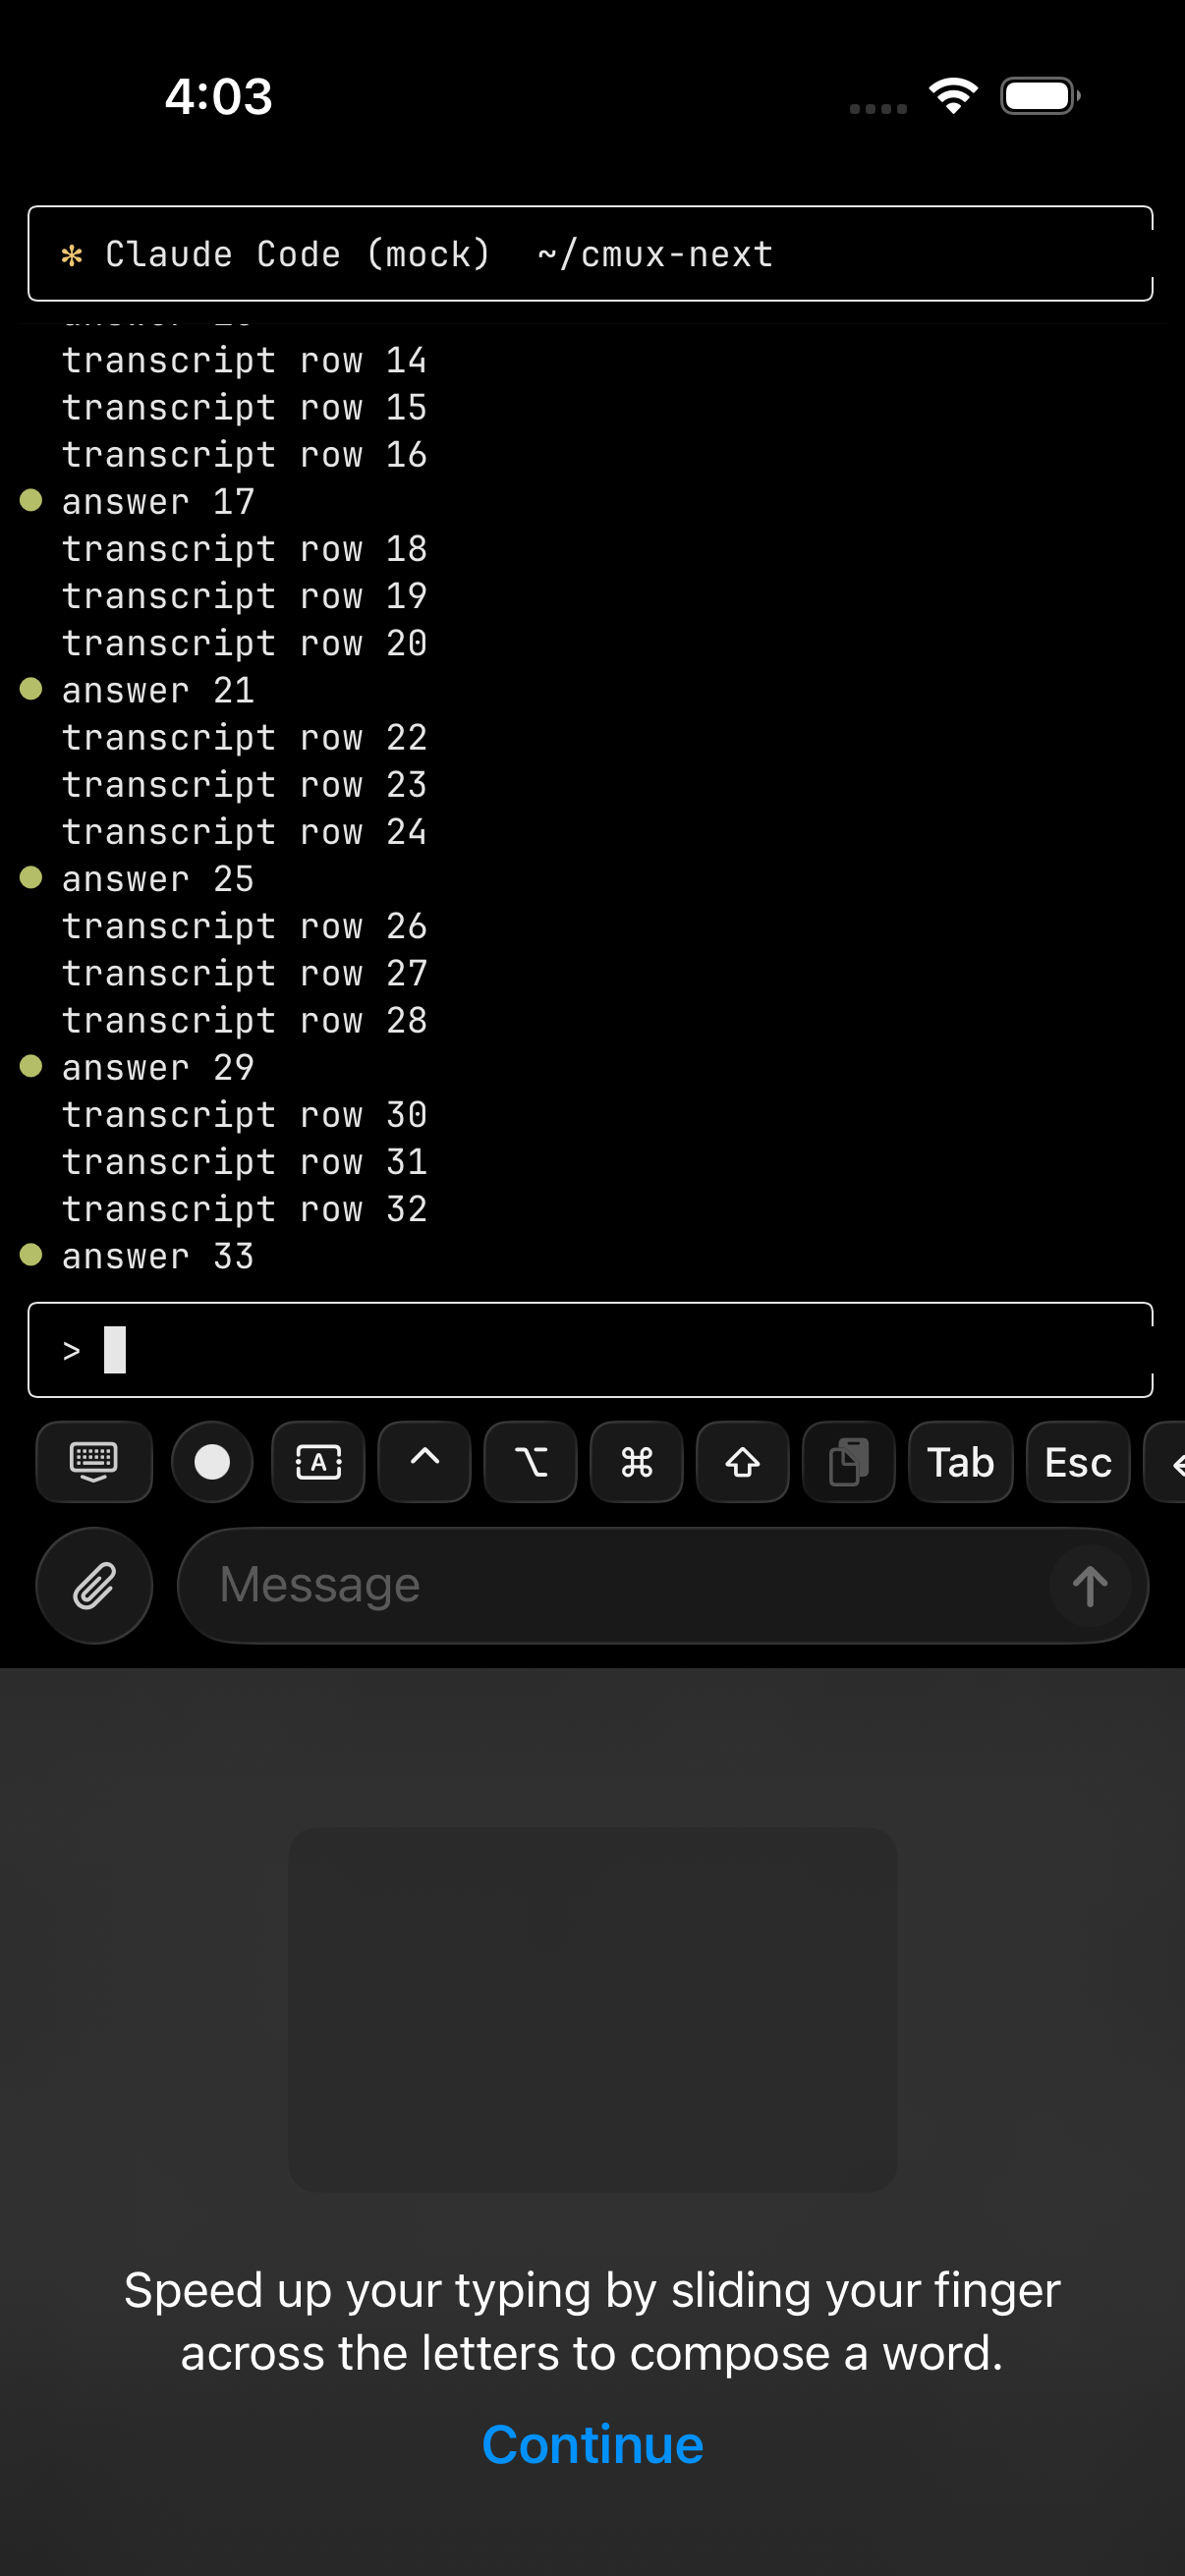 4:03
✻ Claude Code (mock)  ~/cmux-next
transcript row 14
transcript row 15
transcript row 16
answer 17
transcript row 18
transcript row 19
transcript row 20
answer 21
transcript row 22
transcript row 23
transcript row 24
answer 25
transcript row 26
transcript row 27
transcript row 28
answer 29
transcript row 30
transcript row 31
transcript row 32
answer 33
>
A ^ ⌥ ⌘ Tab Esc
Message
Speed up your typing by sliding your finger
across the letters to compose a word.
Continue